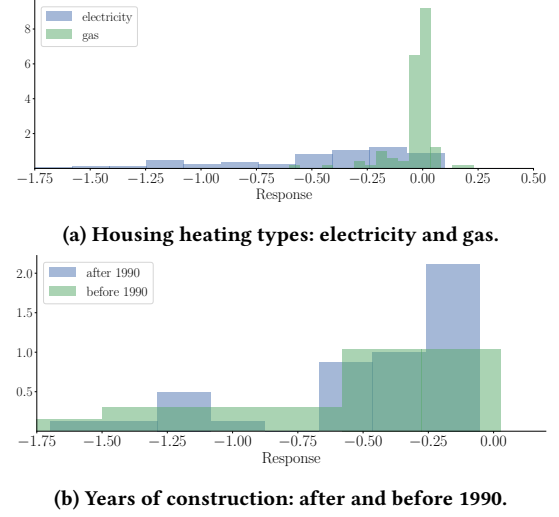 electricity
gas
8
6
4
2
−1.75 −1.50 −1.25 −1.00 −0.75 −0.50 −0.25 0.00 0.25 0.50
Response
(a) Housing heating types: electricity and gas.
after 1990
before 1990
2.0
1.5
1.0
0.5
−1.75 −1.50 −1.25 −1.00 −0.75 −0.50 −0.25 0.00
Response
(b) Years of construction: after and before 1990.